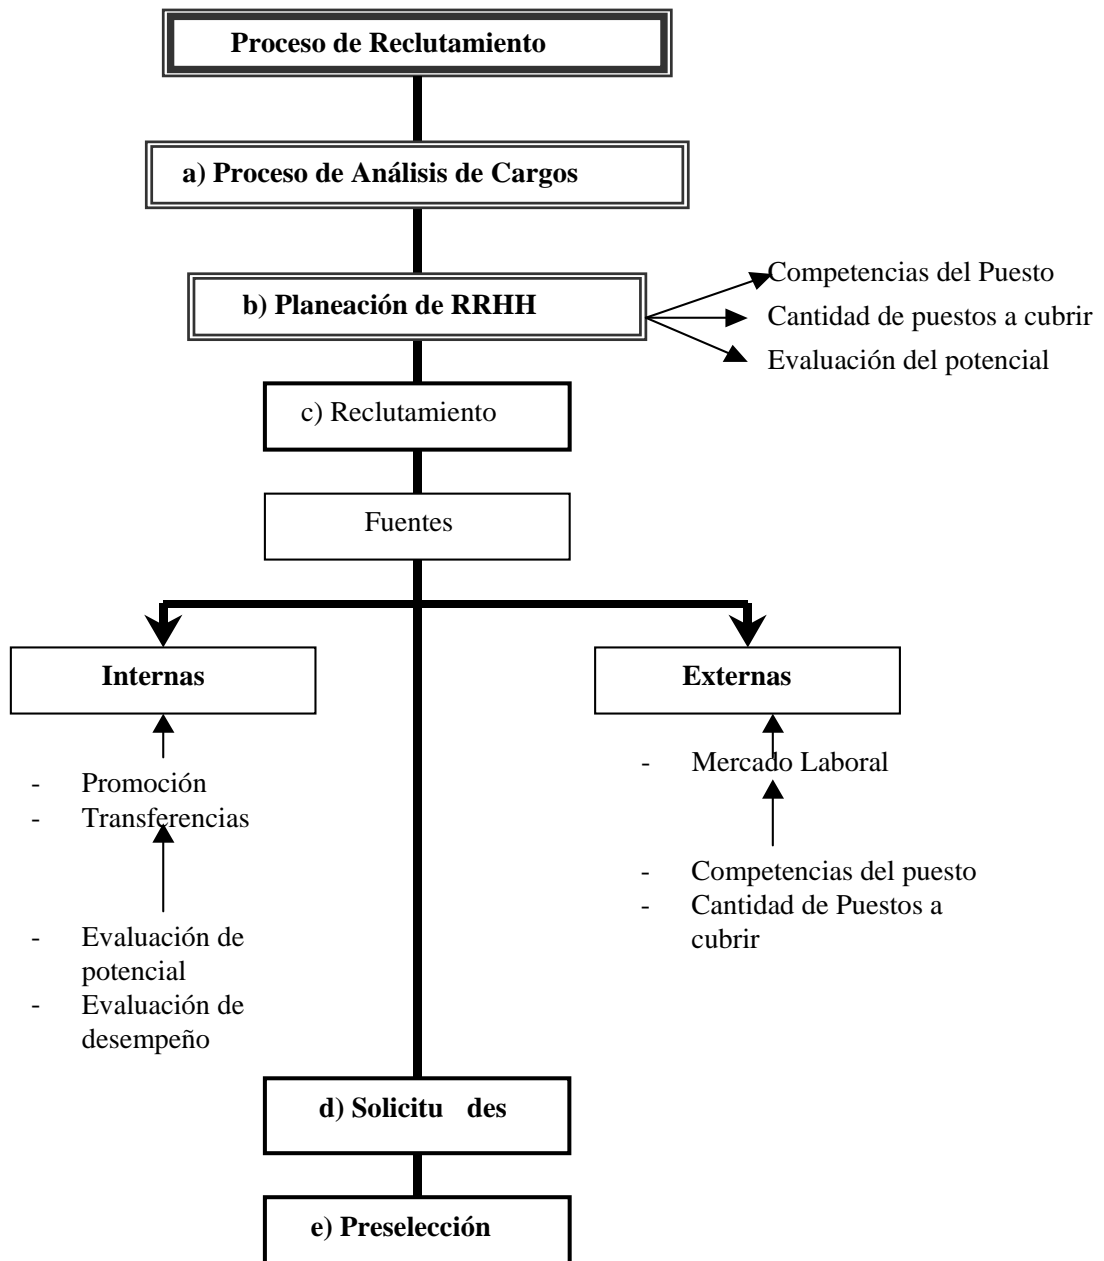 Proceso de Reclutamiento
a) Proceso de Análisis de Cargos
b) Planeación de RRHH
Competencias del Puesto
Cantidad de puestos a cubrir
Evaluación del potencial
c) Reclutamiento
Fuentes
Internas
- Promoción
- Transferencias
- Evaluación de
potencial
- Evaluación de
desempeño
Externas
- Mercado Laboral
- Competencias del puesto
- Cantidad de Puestos a
cubrir
d) Solicitu des
e) Preselección